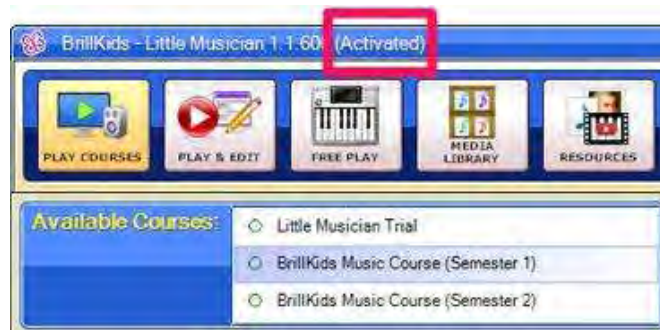 BrillKids - Little Musician 1.1.60 (Activated)
PLAY COURSES
PLAY & EDIT
FREE PLAY
MEDIA
LIBRARY
RESOURCES
Available Courses:
Little Musician Trial
BrillKids Music Course (Semester 1)
BrillKids Music Course (Semester 2)